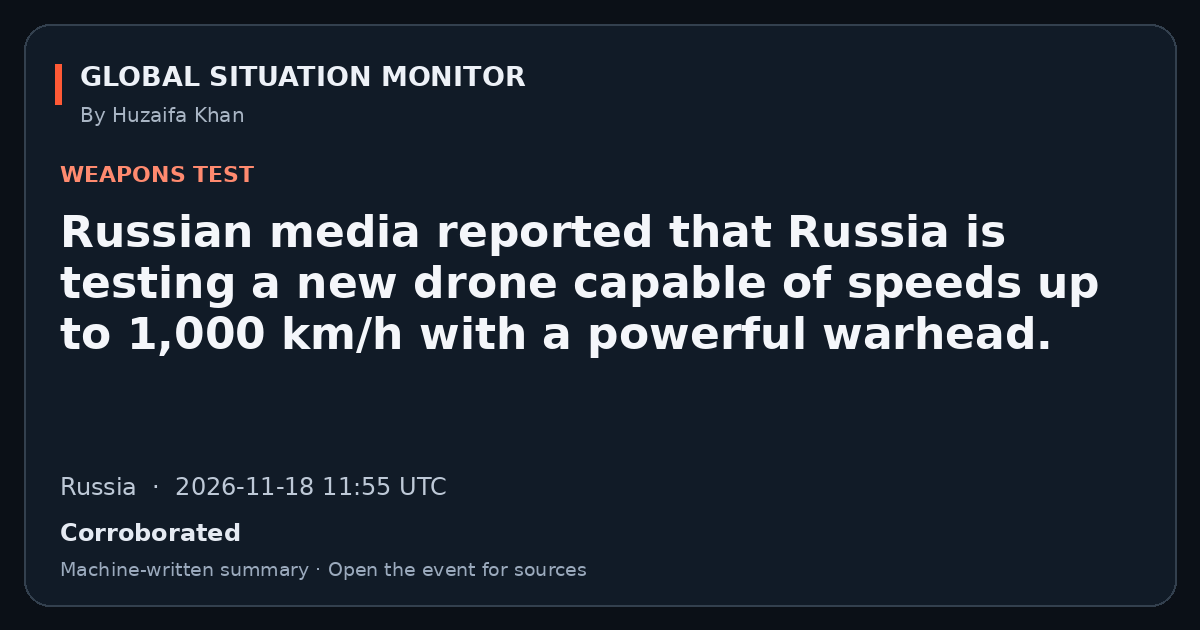 GLOBAL SITUATION MONITOR
By Huzaifa Khan
WEAPONS TEST
Russian media reported that Russia is
testing a new drone capable of speeds up
to 1,000 km/h with a powerful warhead.
Russia · 2026-11-18 11:55 UTC
Corroborated
Machine-written summary · Open the event for sources